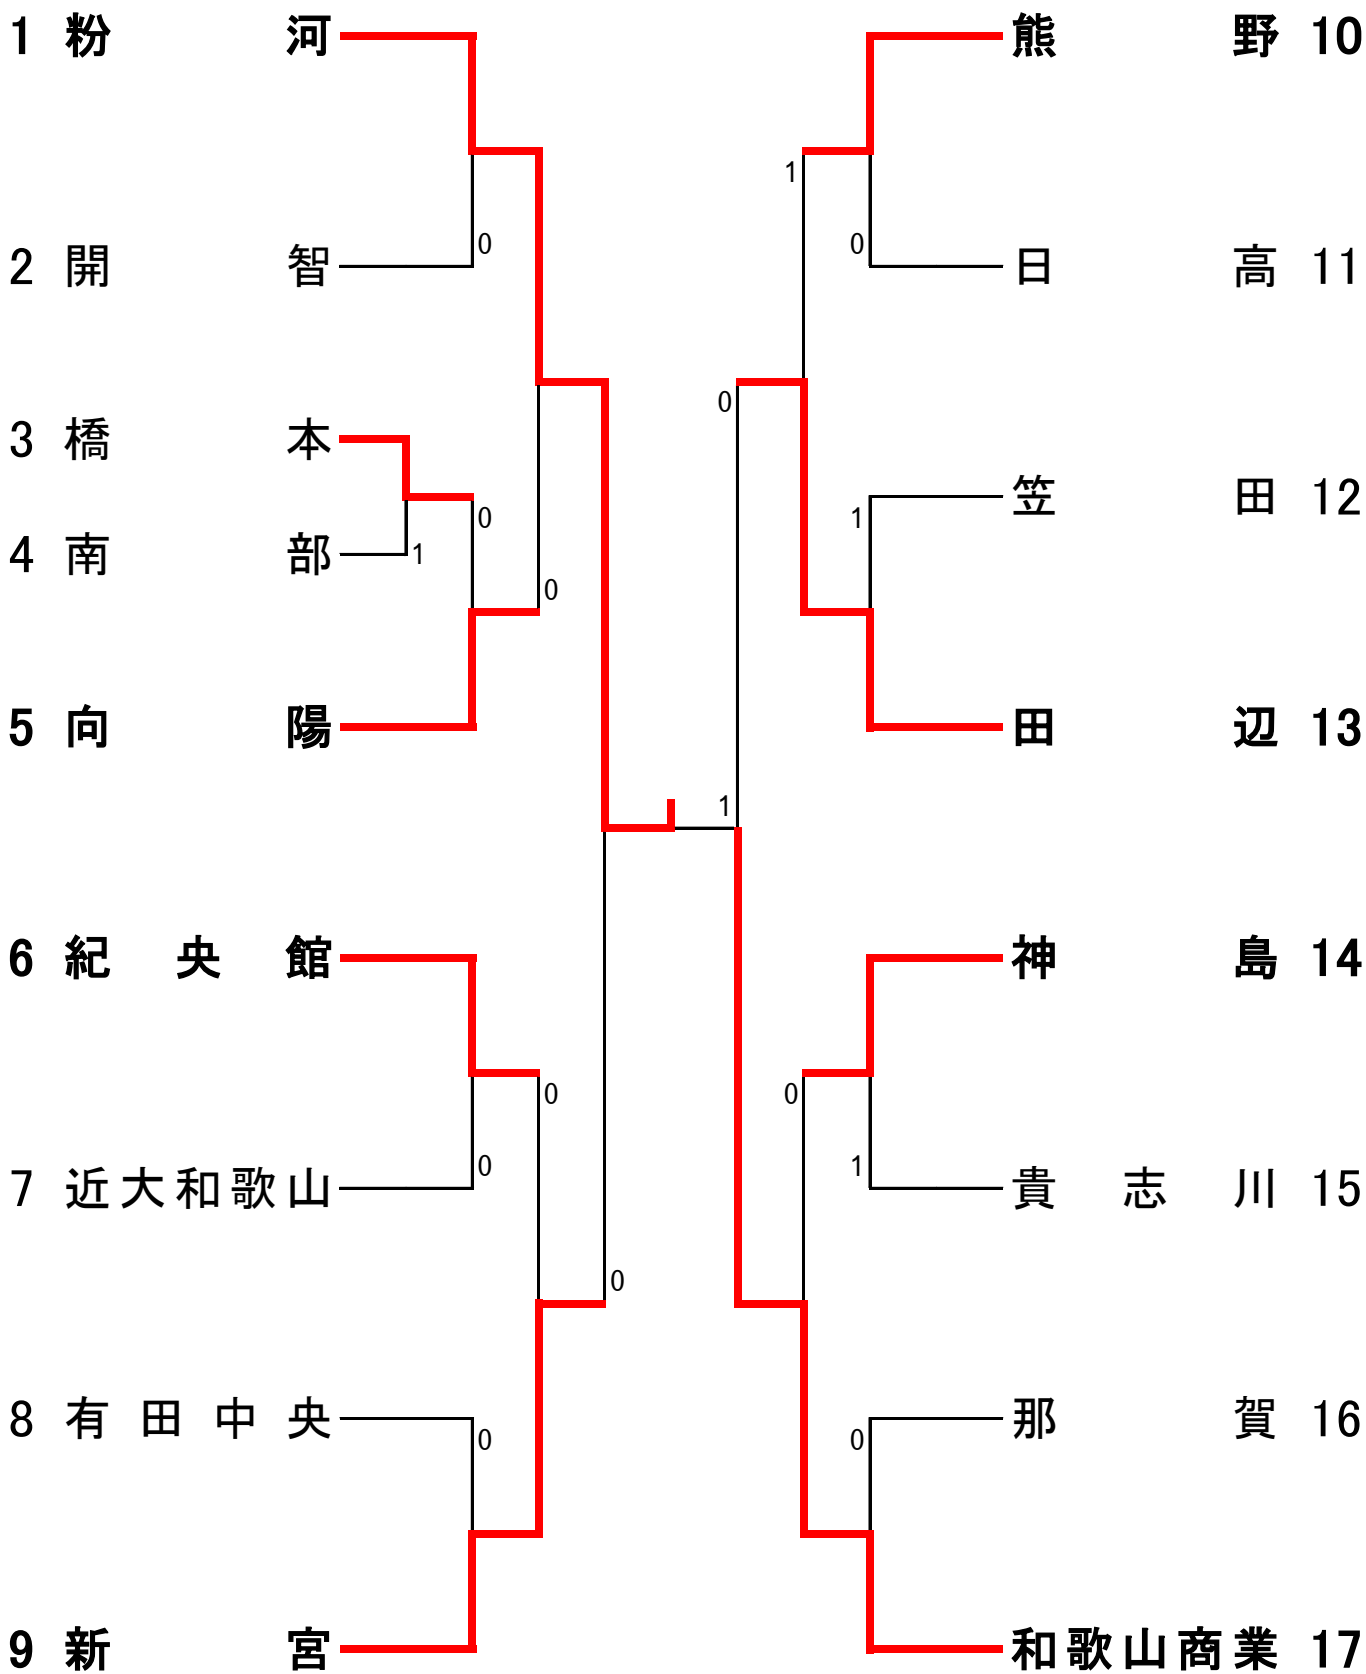 1 粉河
熊野 10
1
0
0
2 開智
日高 11
0
3 橋本
笠田 12
0
1
4 南部
1
0
5 向陽
田辺 13
1
6 紀央館
神島 14
0
0
0
1
7 近大和歌山
貴志川 15
0
8 有田中央
那賀 16
0
0
9 新宮
和歌山商業 17